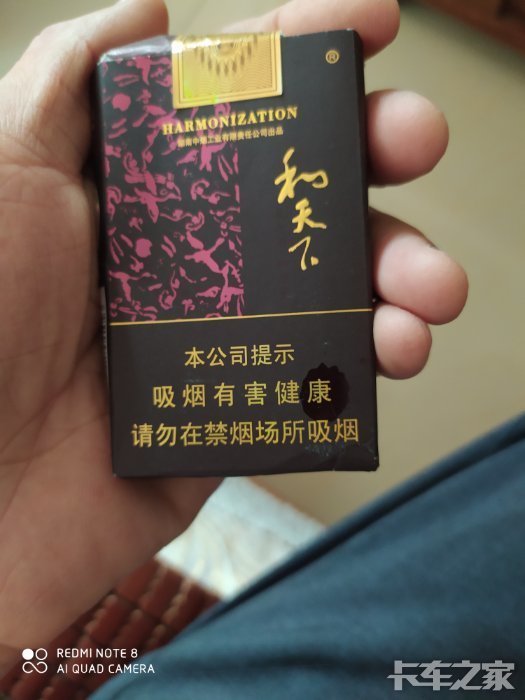 ®
HARMONIZATION
湖南中烟工业有限责任公司出品
和天下
本公司提示
吸烟有害健康
请勿在禁烟场所吸烟
REDMI NOTE 8
AI QUAD CAMERA
卡车之家